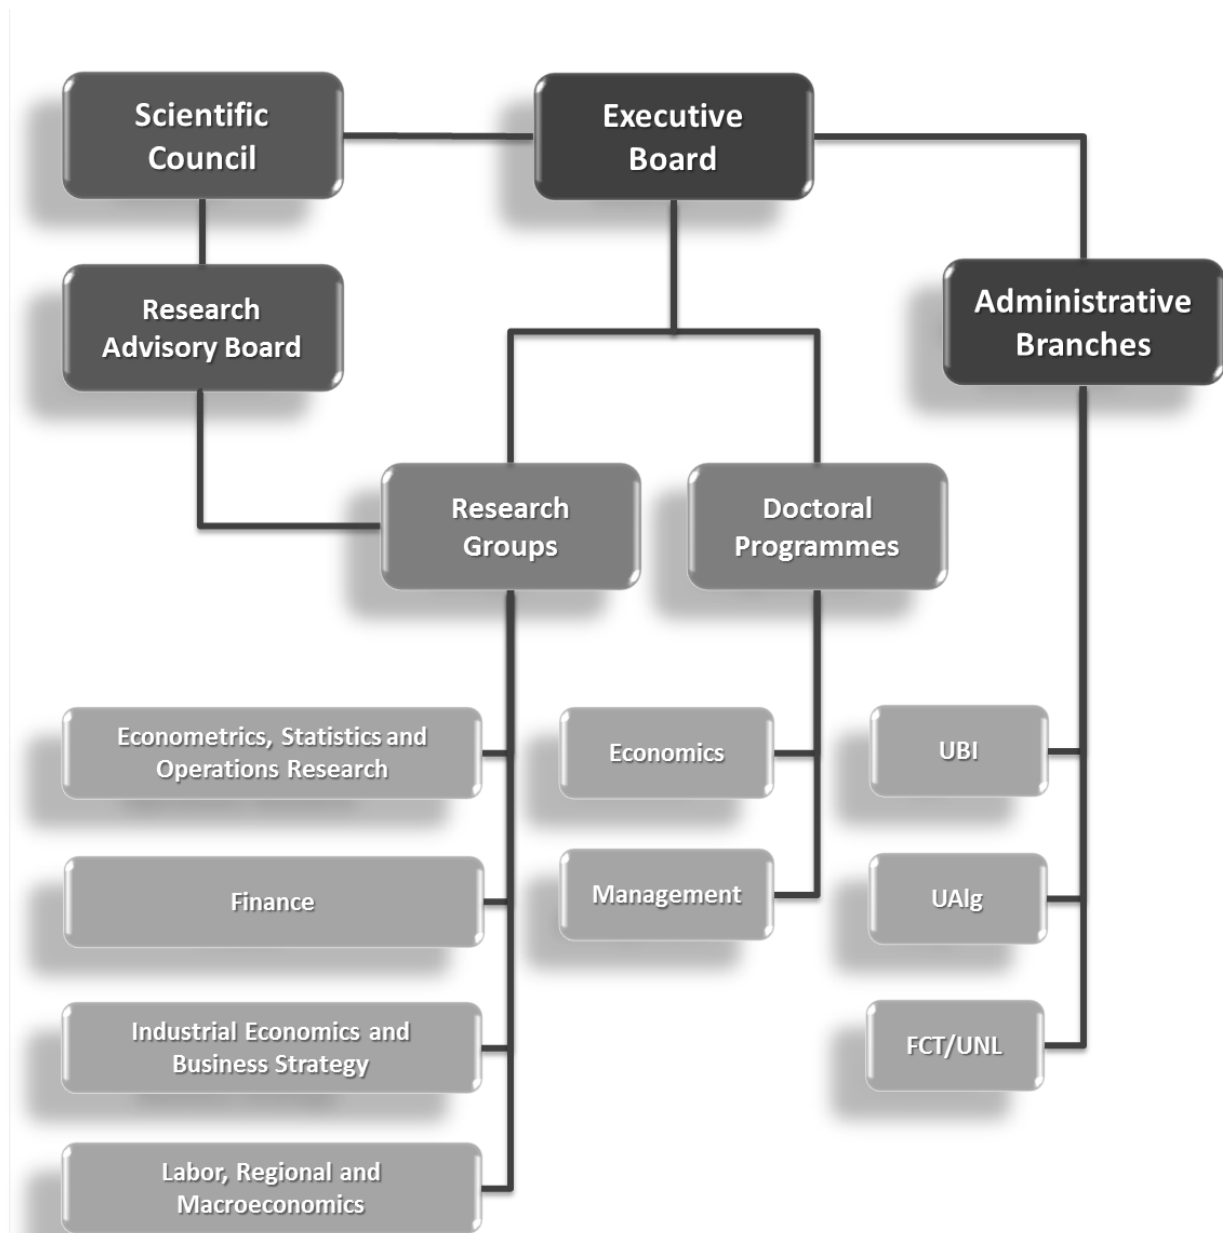 Scientific
Council
Executive
Board
Research
Advisory Board
Administrative
Branches
Research
Groups
Doctoral
Programmes
Econometrics, Statistics and
Operations Research
Economics
UBI
Finance
Management
UAlg
Industrial Economics and
Business Strategy
FCT/UNL
Labor, Regional and
Macroeconomics